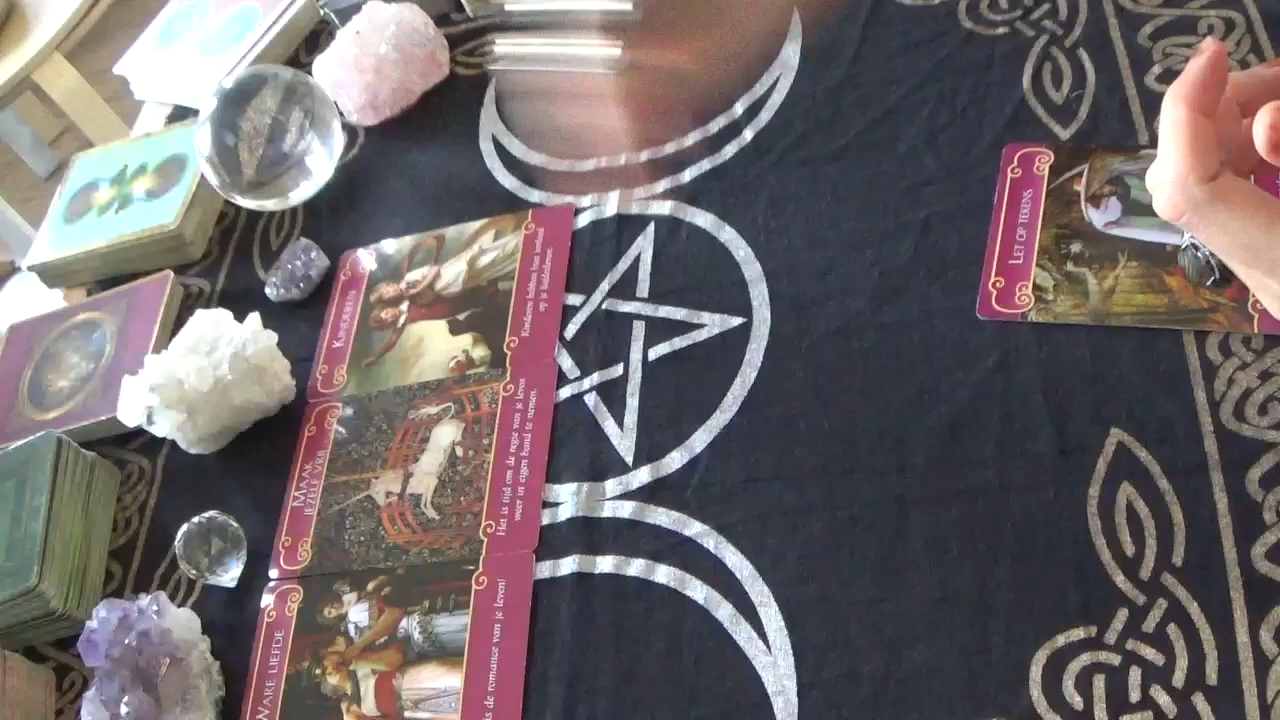 KINDEREN
Kinderen hebben hun invloed
op je liefdesleven.
MAAK
JEZELF VRIJ
Het is tijd om de regie van je leven
weer in eigen hand te nemen.
WARE LIEFDE
is de romance van je leven!
LET OP TEKENS